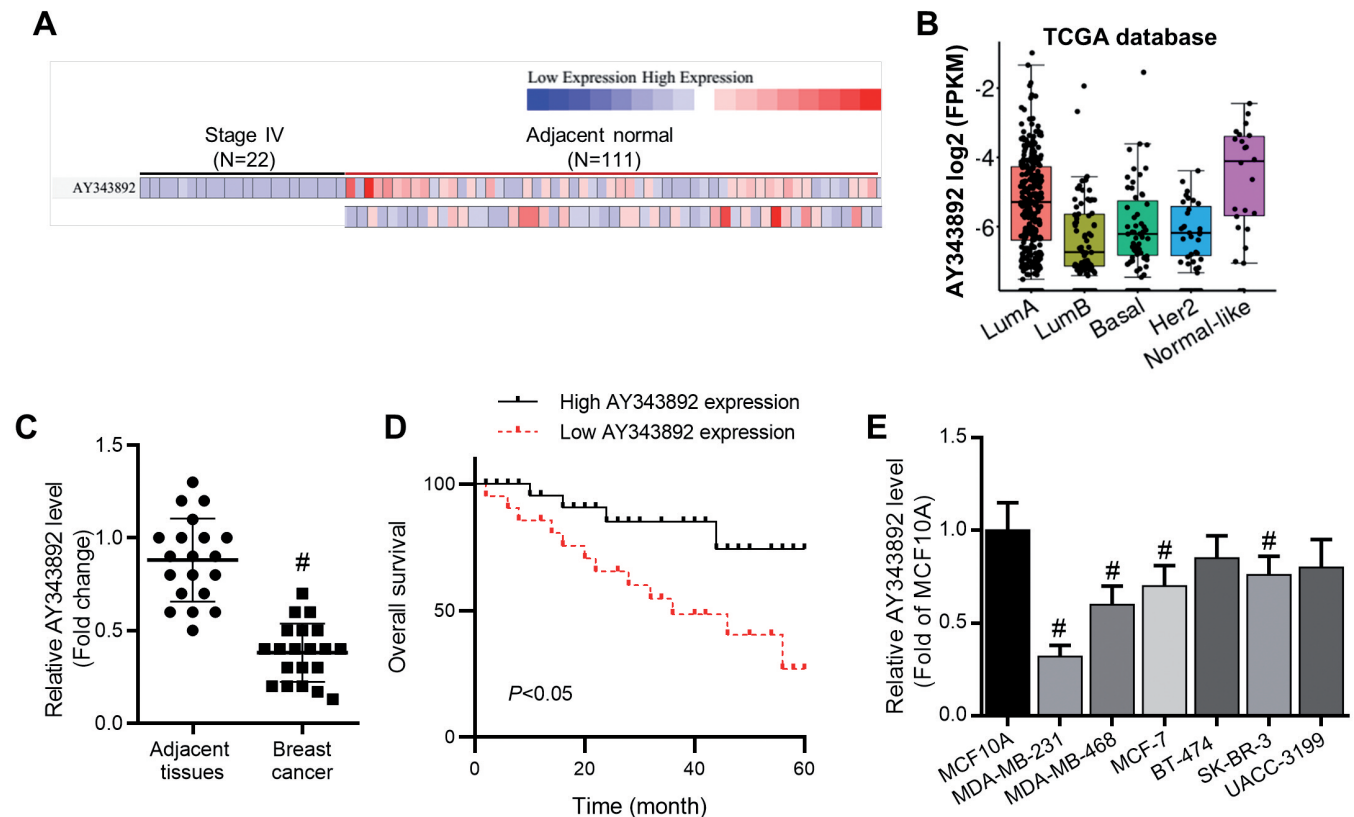 A
Low Expression High Expression
Stage IV
(N=22)
Adjacent normal
(N=111)
AY343892
B
TCGA database
AY343892 log2 (FPKM)
-2
-4
-6
LumA
LumB
Basal
Her2
Normal-like
C
Relative AY343892 level
(Fold change)
1.5
1.0
0.5
0.0
#
Adjacent
tissues
Breast
cancer
D
High AY343892 expression
Low AY343892 expression
Overall survival
100
50
0
P<0.05
0
20
40
60
Time (month)
E
Relative AY343892 level
(Fold of MCF10A)
1.5
1.0
0.5
0.0
#
#
#
#
MCF10A
MDA-MB-231
MDA-MB-468
MCF-7
BT-474
SK-BR-3
UACC-3199